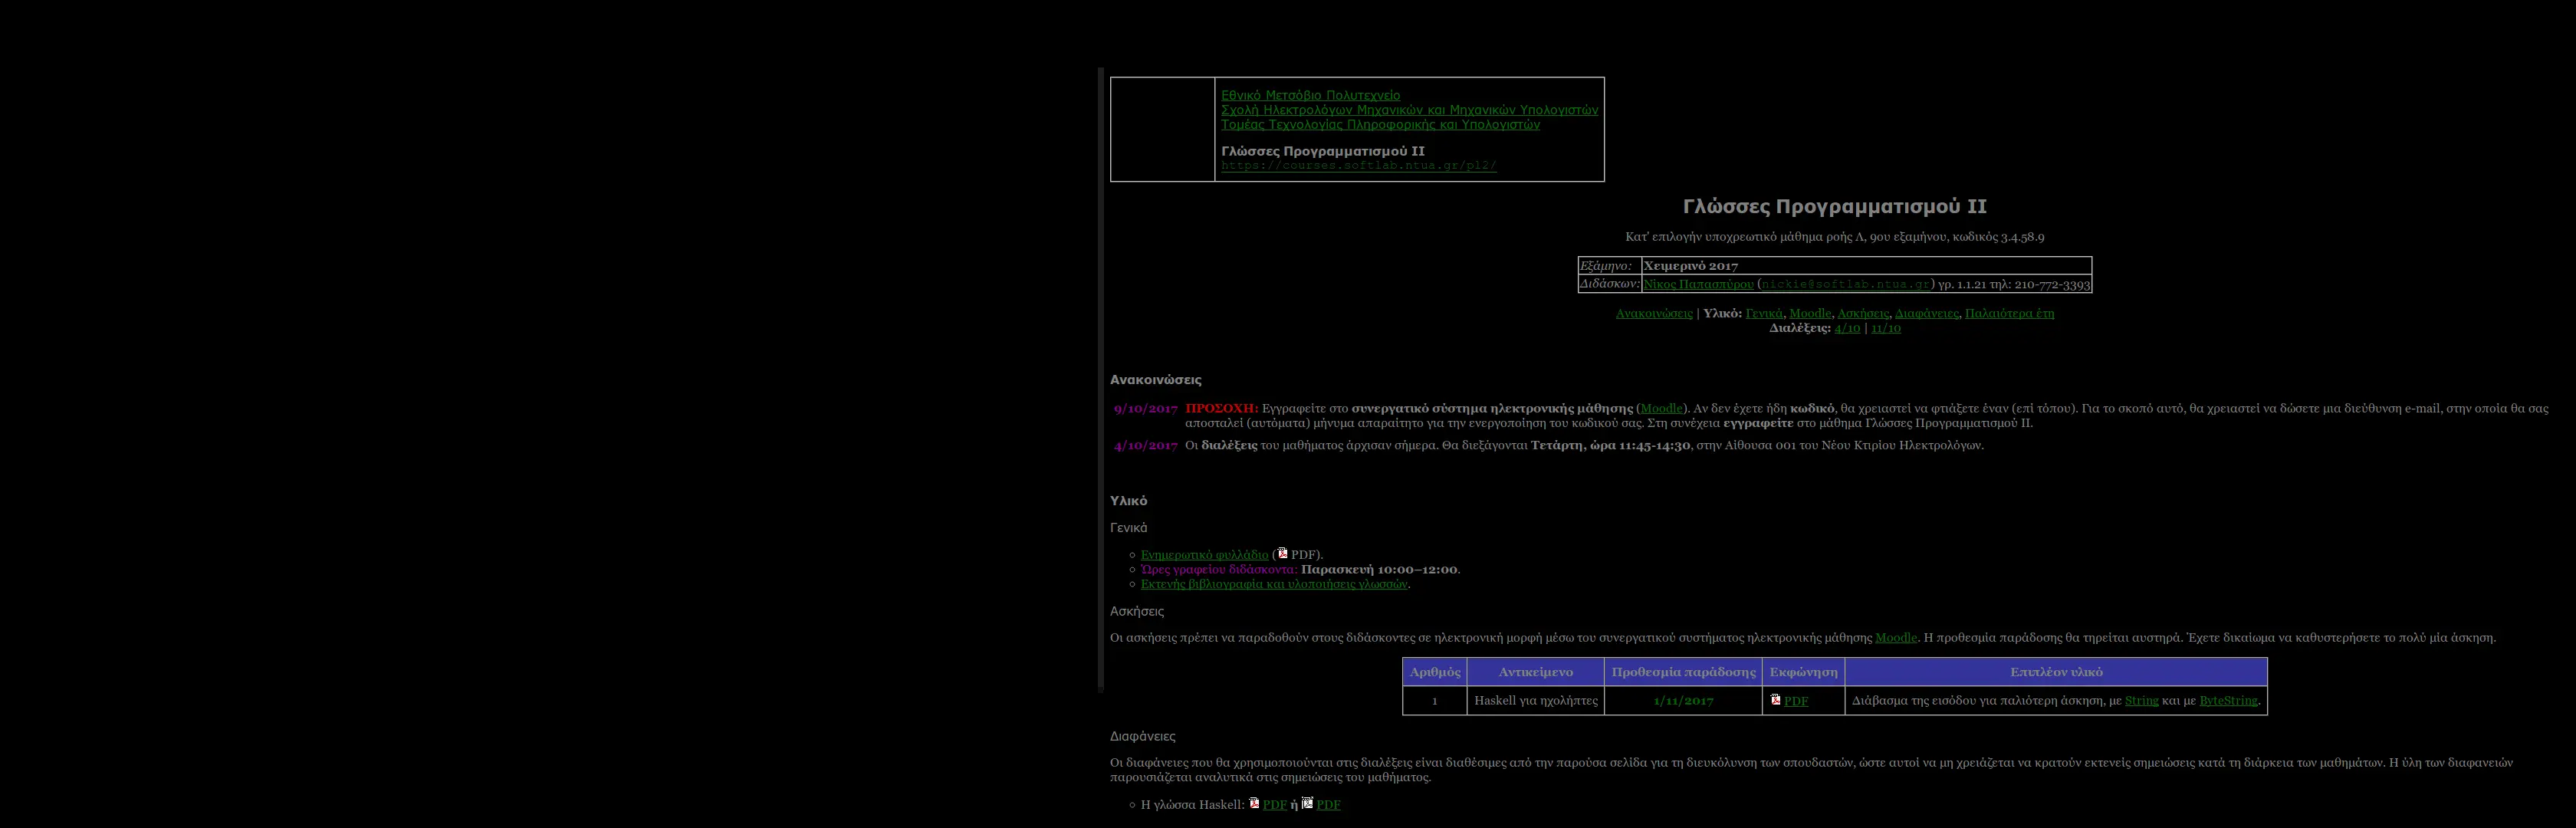 Εθνικό Μετσόβιο Πολυτεχνείο
Σχολή Ηλεκτρολόγων Μηχανικών και Μηχανικών Υπολογιστών
Τομέας Τεχνολογίας Πληροφορικής και Υπολογιστών
Γλώσσες Προγραμματισμού II
https://courses.softlab.ntua.gr/pl2/
Γλώσσες Προγραμματισμού II
Κατ' επιλογήν υποχρεωτικό μάθημα ροής Λ, 9ου εξαμήνου, κωδικός 3.4.58.9
Εξάμηνο: Χειμερινό 2017
Διδάσκων: Νίκος Παπασπύρου (nickie@softlab.ntua.gr) γρ. 1.1.21 τηλ: 210-772-3393
Ανακοινώσεις | Υλικό: Γενικά, Moodle, Ασκήσεις, Διαφάνειες, Παλαιότερα έτη
Διαλέξεις: 4/10 | 11/10
Ανακοινώσεις
9/10/2017 ΠΡΟΣΟΧΗ: Εγγραφείτε στο συνεργατικό σύστημα ηλεκτρονικής μάθησης (Moodle). Αν δεν έχετε ήδη κωδικό, θα χρειαστεί να φτιάξετε έναν (επί τόπου). Για το σκοπό αυτό, θα χρειαστεί να δώσετε μια διεύθυνση e-mail, στην οποία θα σας
αποσταλεί (αυτόματα) μήνυμα απαραίτητο για την ενεργοποίηση του κωδικού σας. Στη συνέχεια εγγραφείτε στο μάθημα Γλώσσες Προγραμματισμού II.
4/10/2017 Οι διαλέξεις του μαθήματος άρχισαν σήμερα. Θα διεξάγονται Τετάρτη, ώρα 11:45-14:30, στην Αίθουσα 001 του Νέου Κτιρίου Ηλεκτρολόγων.
Υλικό
Γενικά
Ενημερωτικό φυλλάδιο (PDF).
Ώρες γραφείου διδάσκοντα: Παρασκευή 10:00–12:00.
Εκτενής βιβλιογραφία και υλοποιήσεις γλωσσών.
Ασκήσεις
Οι ασκήσεις πρέπει να παραδοθούν στους διδάσκοντες σε ηλεκτρονική μορφή μέσω του συνεργατικού συστήματος ηλεκτρονικής μάθησης Moodle. Η προθεσμία παράδοσης θα τηρείται αυστηρά. Έχετε δικαίωμα να καθυστερήσετε το πολύ μία άσκηση.
Αριθμός Αντικείμενο Προθεσμία παράδοσης Εκφώνηση Επιπλέον υλικό
1 Haskell για ηχολήπτες 1/11/2017 PDF Διάβασμα της εισόδου για παλιότερη άσκηση, με String και με ByteString.
Διαφάνειες
Οι διαφάνειες που θα χρησιμοποιούνται στις διαλέξεις είναι διαθέσιμες από την παρούσα σελίδα για τη διευκόλυνση των σπουδαστών, ώστε αυτοί να μη χρειάζεται να κρατούν εκτενείς σημειώσεις κατά τη διάρκεια των μαθημάτων. Η ύλη των διαφανειών
παρουσιάζεται αναλυτικά στις σημειώσεις του μαθήματος.
Η γλώσσα Haskell: PDF ή PDF